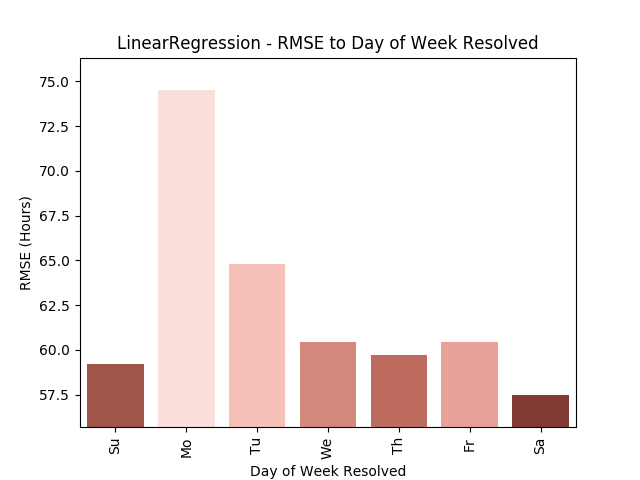 LinearRegression - RMSE to Day of Week Resolved
75.0
72.5
70.0
67.5
65.0
62.5
60.0
57.5
RMSE (Hours)
Su Mo Tu We Th Fr Sa
Day of Week Resolved